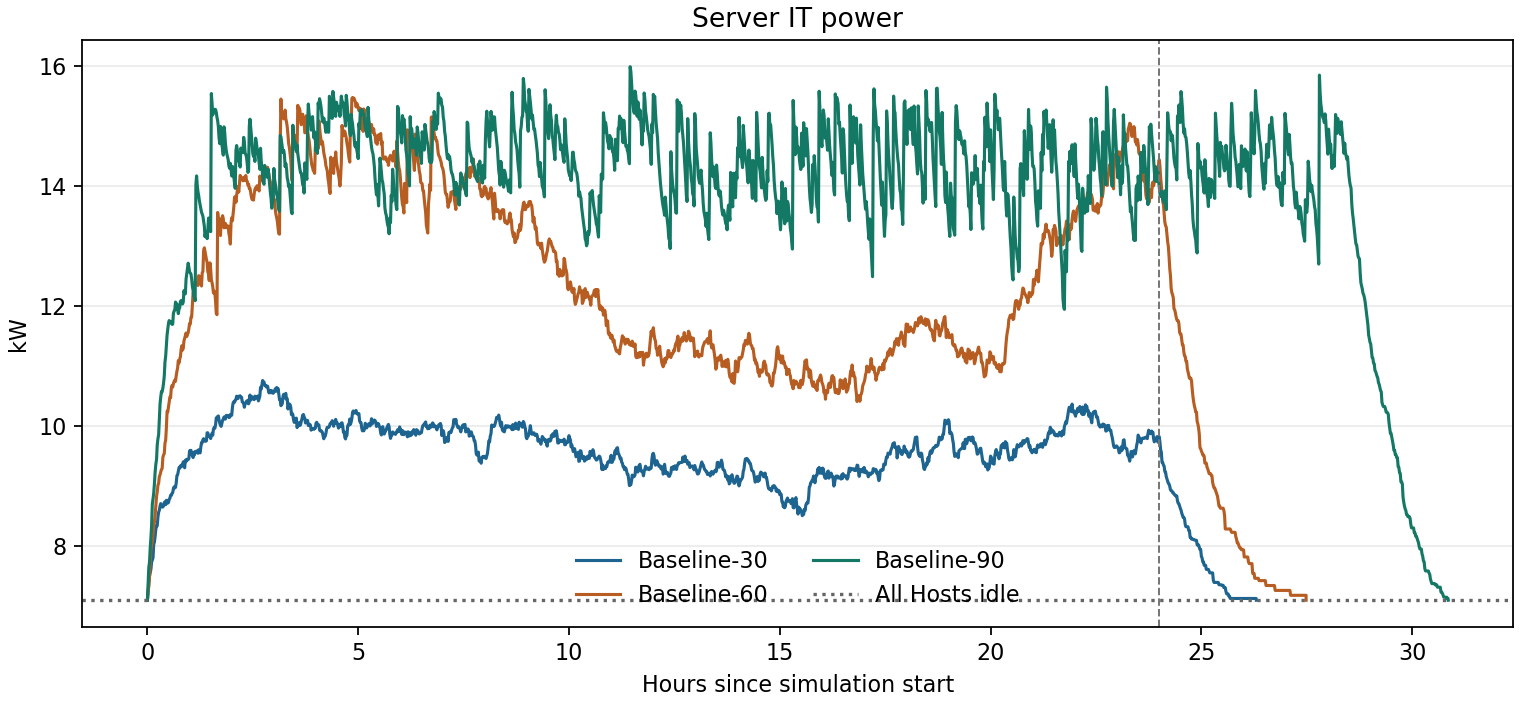 Server IT power
16
14
12
10
8
kW
Baseline-30
Baseline-60
Baseline-90
All Hosts idle
0 5 10 15 20 25 30
Hours since simulation start